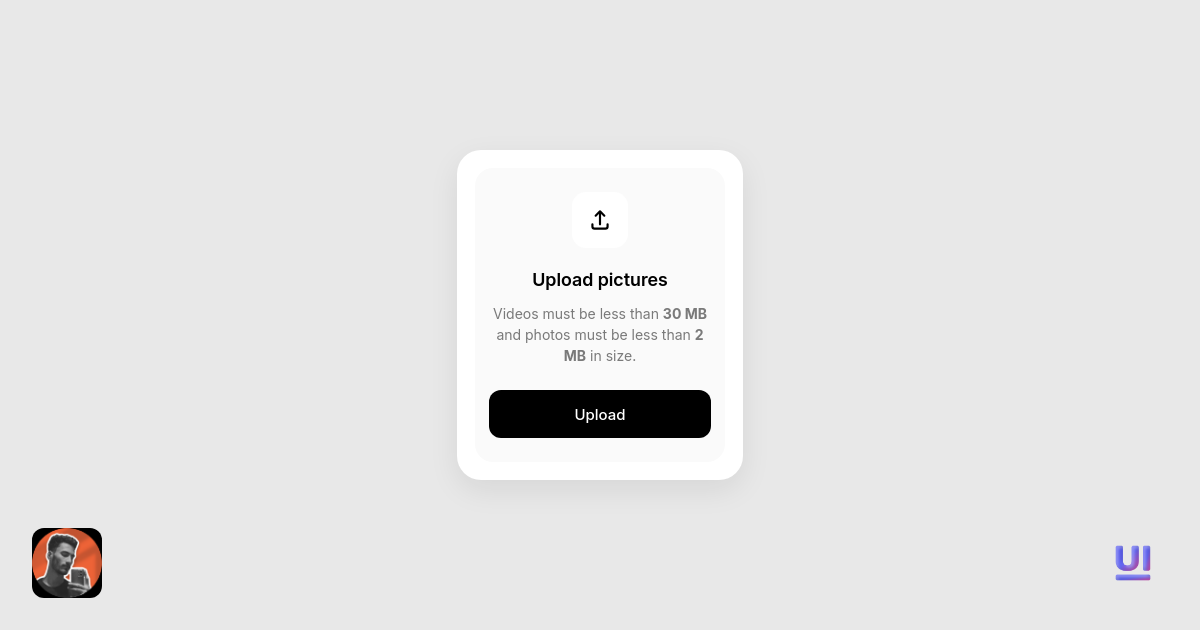 Upload pictures
Videos must be less than 30 MB
and photos must be less than 2
MB in size.
Upload
UI